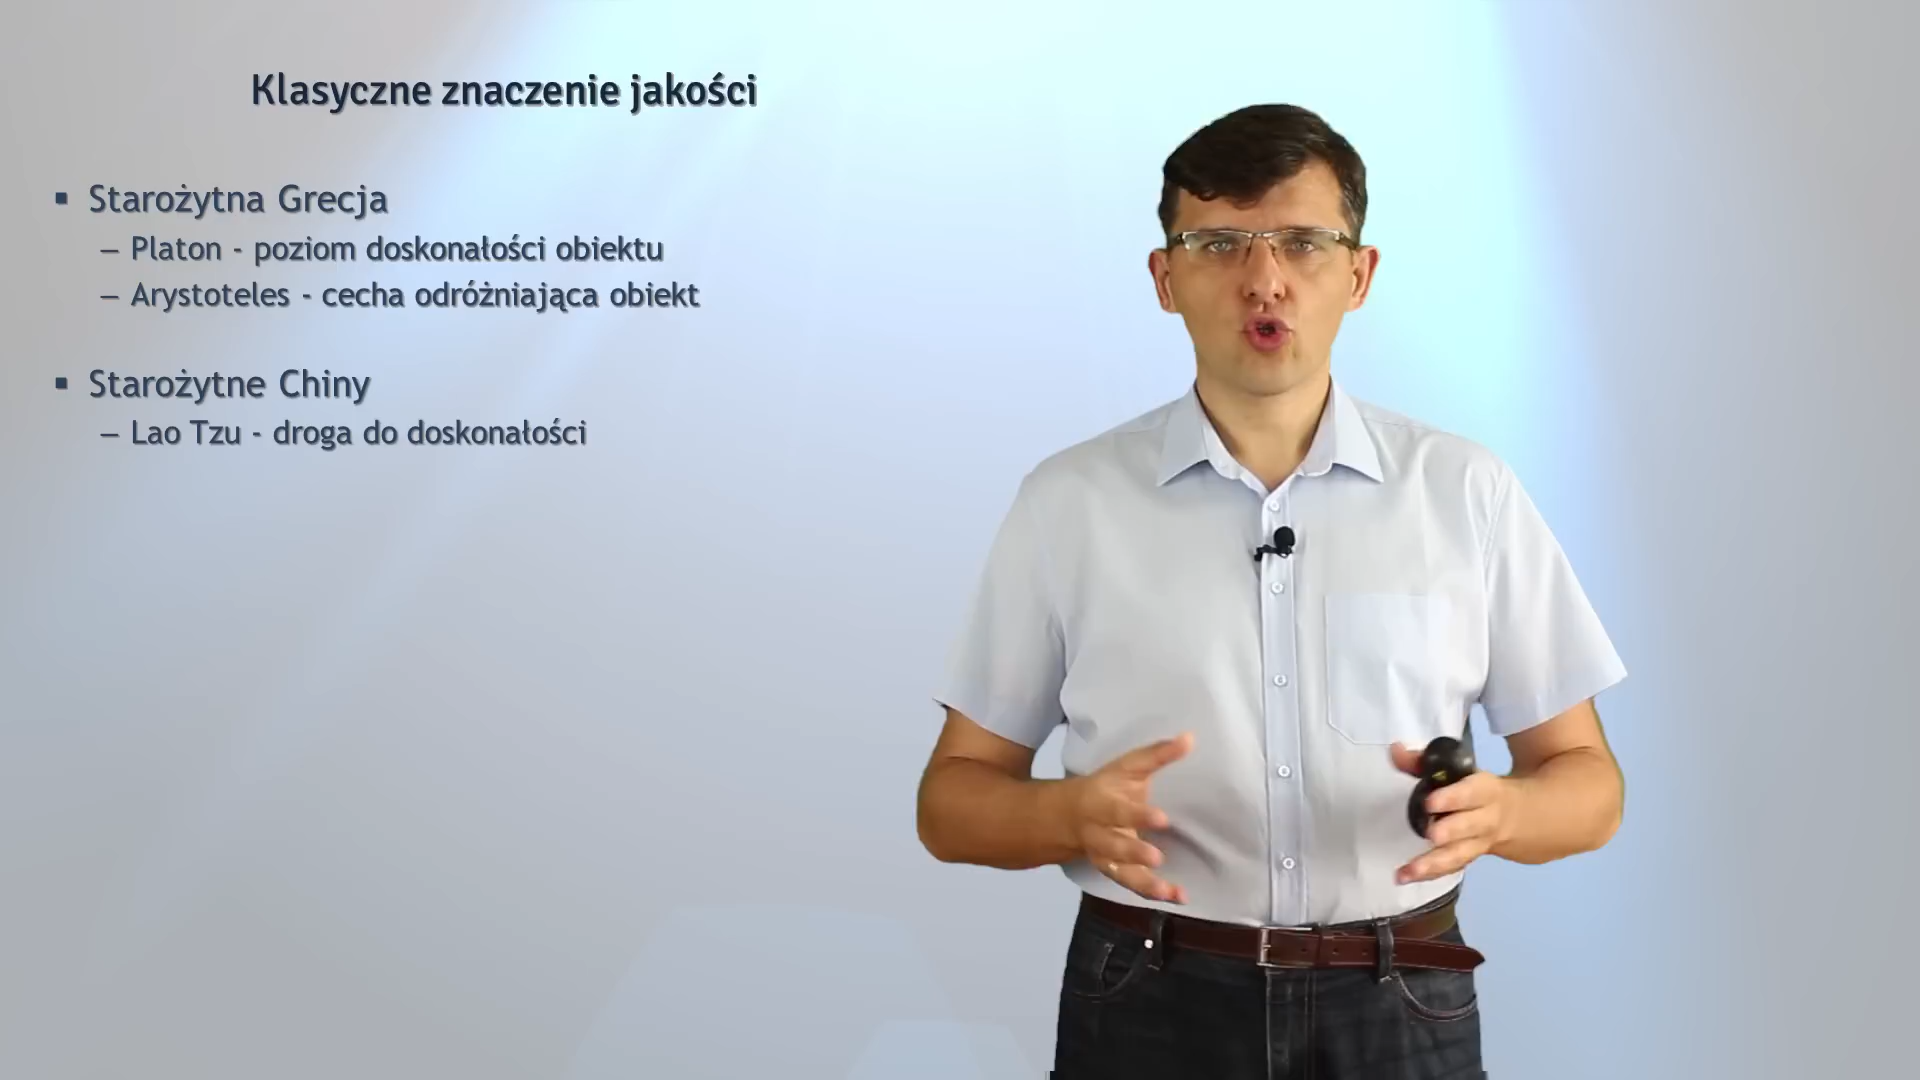 Klasyczne znaczenie jakości
▪ Starożytna Grecja
– Platon - poziom doskonałości obiektu
– Arystoteles - cecha odróżniająca obiekt
▪ Starożytne Chiny
– Lao Tzu - droga do doskonałości